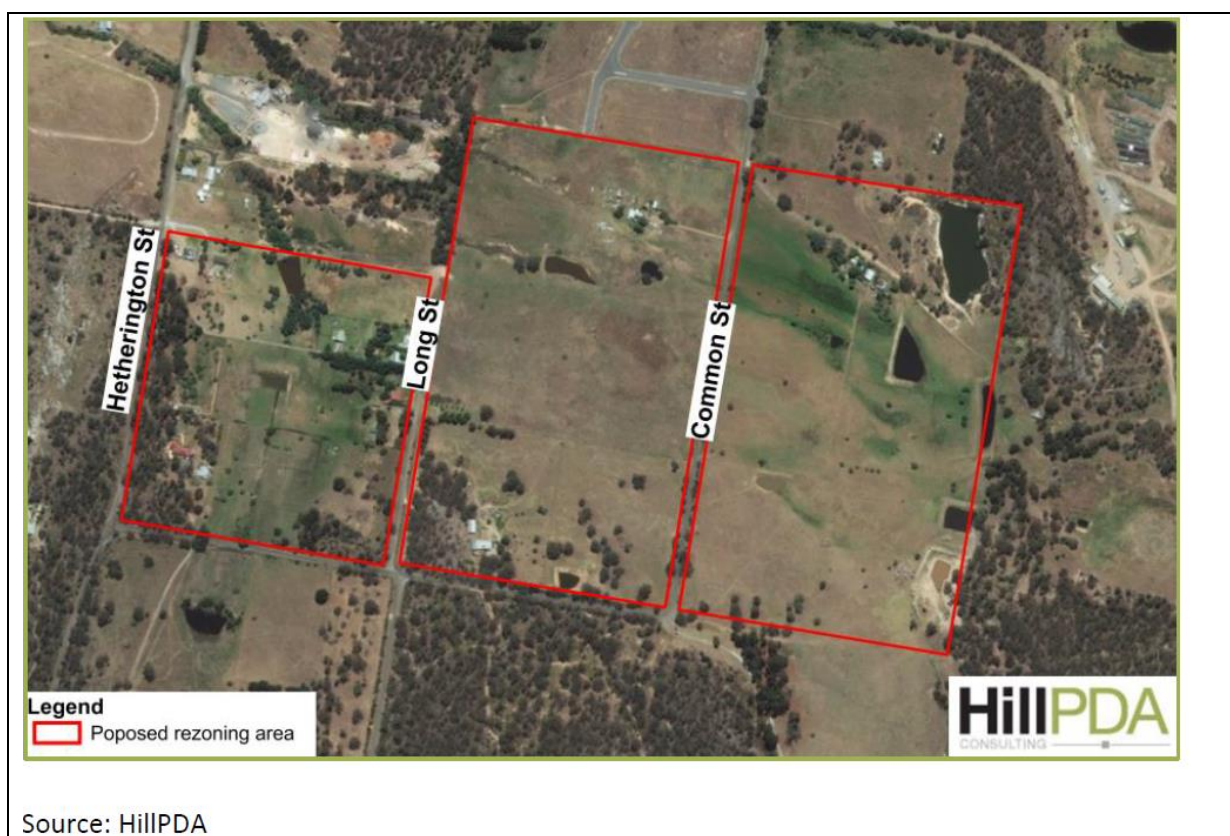 Hetherington St
Long St
Common St
Legend
Poposed rezoning area
HillPDA
CONSULTING
Source: HillPDA